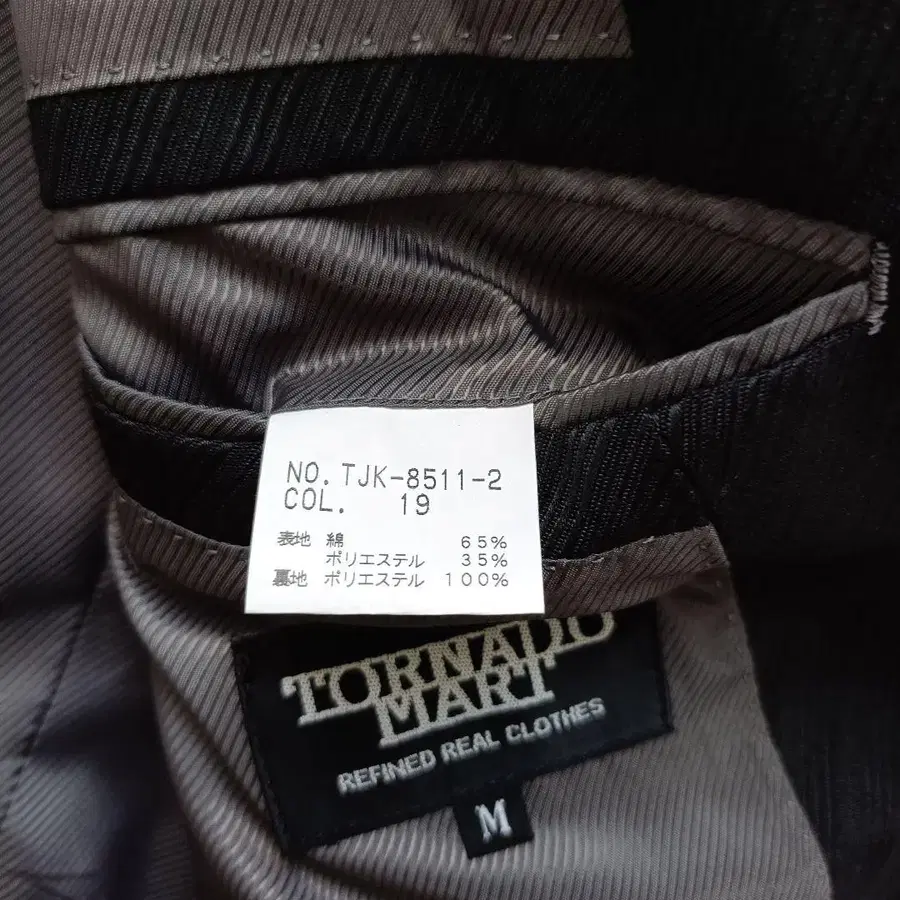 NO. TJK-8511-2
COL. 19
表地 綿 65%
ポリエステル 35%
裏地 ポリエステル 100%
TORNADO
MART
REFINED REAL CLOTHES
M